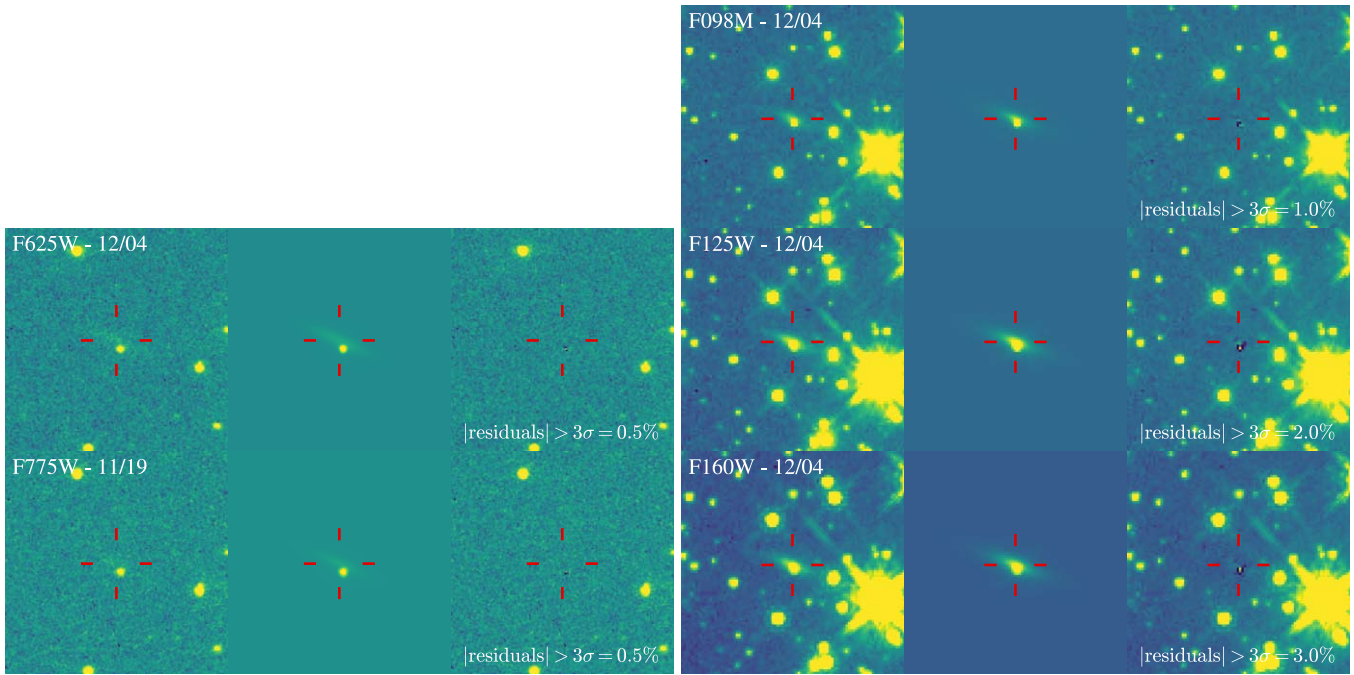 F098M - 12/04
|residuals| > 3σ = 1.0%
F625W - 12/04
|residuals| > 3σ = 0.5%
F125W - 12/04
|residuals| > 3σ = 2.0%
F775W - 11/19
|residuals| > 3σ = 0.5%
F160W - 12/04
|residuals| > 3σ = 3.0%